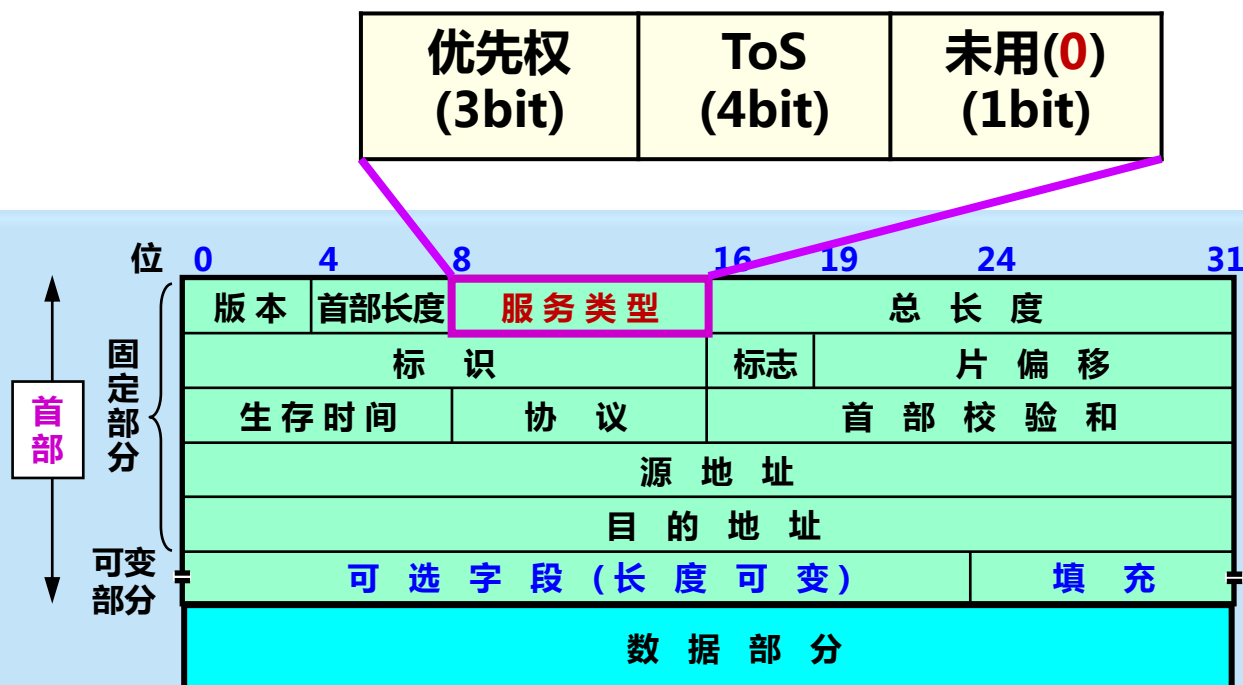 优先权 ToS 未用(0)
(3bit) (4bit) (1bit)
位 0 4 8 16 19 24 31
版本 首部长度 服务类型 总长度
标识 标志 片偏移
生存时间 协议 首部校验和
源地址
目的地址
可选字段(长度可变) 填充
数据部分
首部
固定部分
可变
部分